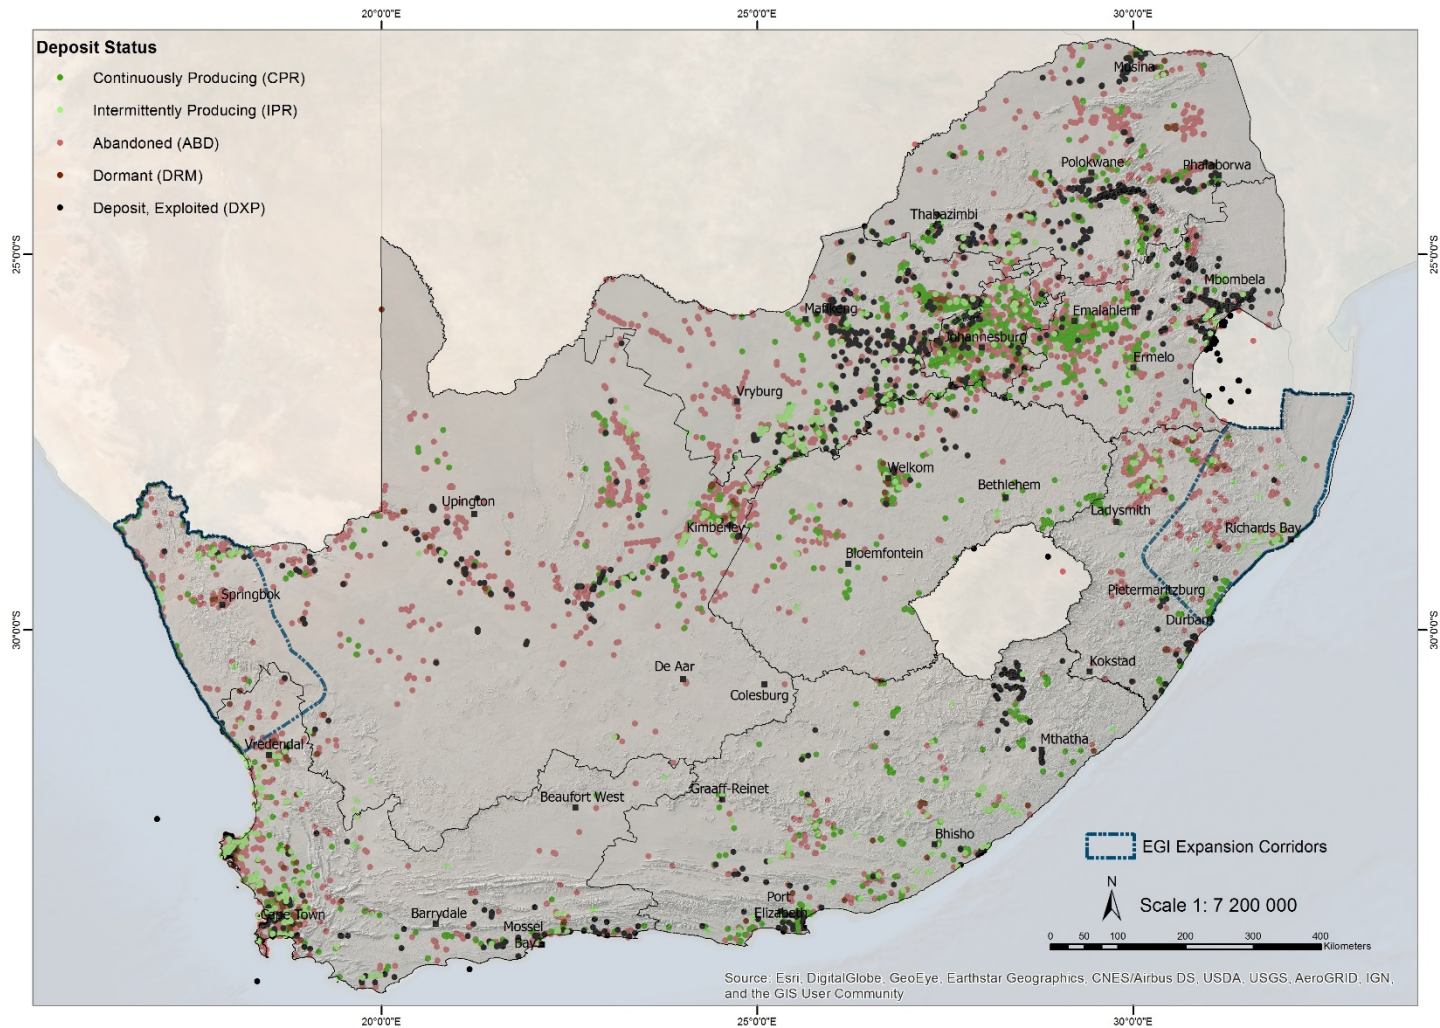 20°0'0"E 25°0'0"E 30°0'0"E
Deposit Status
Continuously Producing (CPR)
Intermittently Producing (IPR)
Abandoned (ABD)
Dormant (DRM)
Deposit, Exploited (DXP)
Musina
Polokwane
Phalaborwa
Thabazimbi
25°0'0"S 25°0'0"S
Mbombela
Mafikeng
Emalahleni
Johannesburg
Ermelo
Vryburg
Welkom
Bethlehem
Upington
Ladysmith
Kimberley
Richards Bay
Bloemfontein
Springbok
Pietermaritzburg
Durban
30°0'0"S 30°0'0"S
De Aar
Kokstad
Colesburg
Vredendal
Mthatha
Graaff-Reinet
Beaufort West
Bhisho
EGI Expansion Corridors
N
Scale 1: 7 200 000
Port
Elizabeth
Cape Town
Barrydale
Mossel
Bay
0 50 100 200 300 400
Kilometers
Source: Esri, DigitalGlobe, GeoEye, Earthstar Geographics, CNES/Airbus DS, USDA, USGS, AeroGRID, IGN,
and the GIS User Community
20°0'0"E 25°0'0"E 30°0'0"E